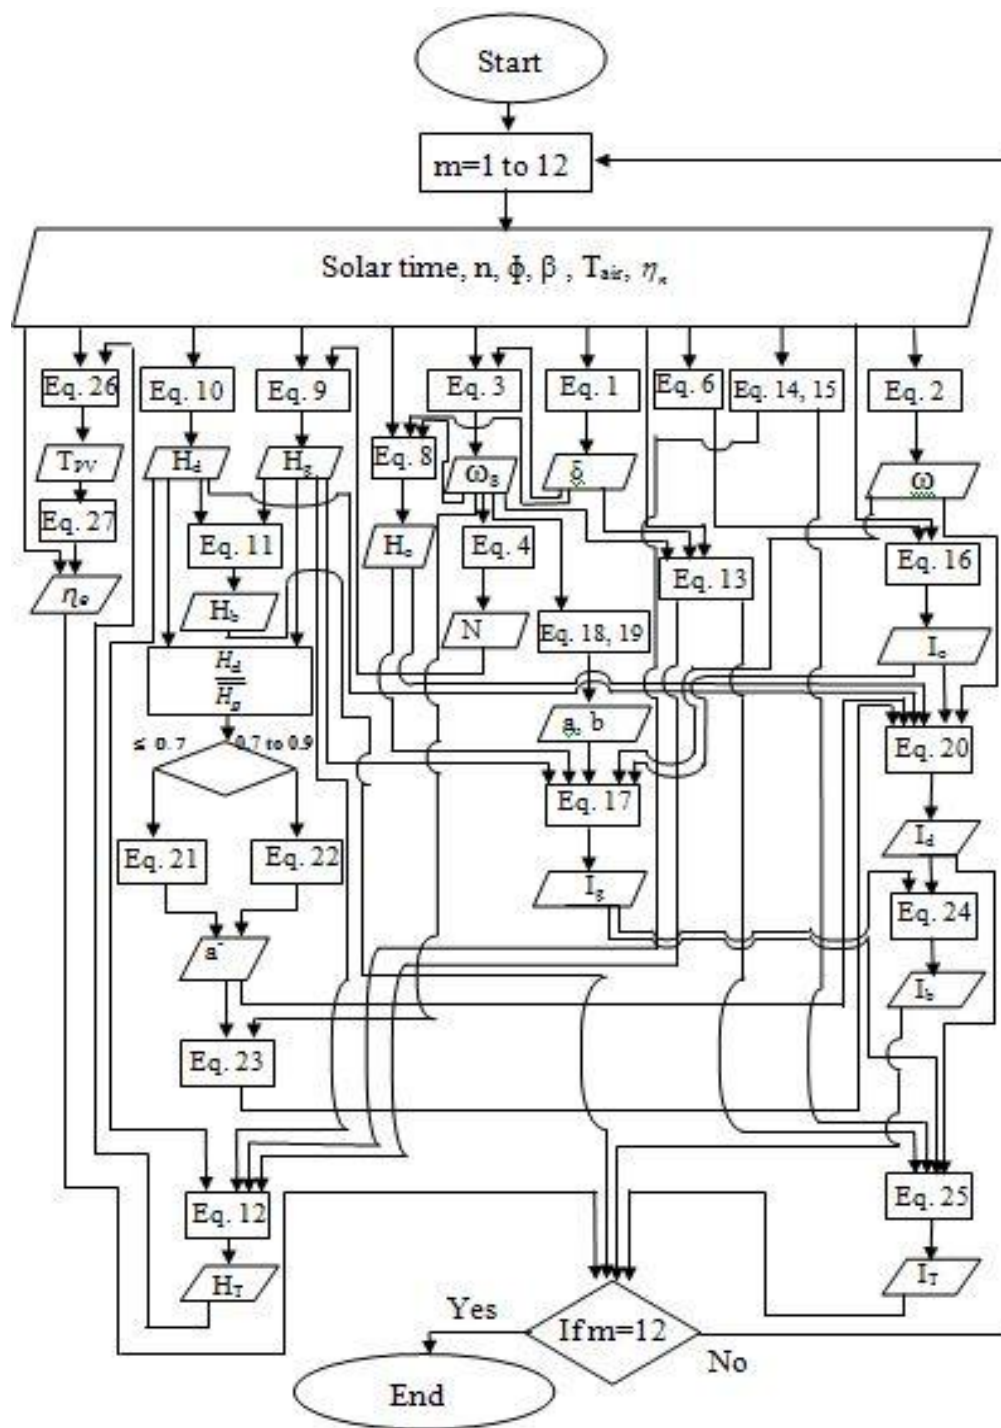 Start
m=1 to 12
Solar time, n, ϕ, β , Tair, ηn
Eq. 26
Eq. 10
Eq. 9
Eq. 3
Eq. 1
Eq. 6
Eq. 14, 15
Eq. 2
Eq. 8
TPV
Hd
Hg
ωs
δ
ω
Eq. 27
Eq. 11
Ho
Eq. 4
Eq. 13
Eq. 16
ηe
Hb
N
Eq. 18, 19
Io
Hd
Hg
a, b
≤ 0.7
0.7 to 0.9
Eq. 20
Eq. 17
Eq. 21
Eq. 22
Id
Ig
Eq. 24
a'
Ib
Eq. 23
Eq. 12
Eq. 25
HT
IT
Yes
If m=12
No
End